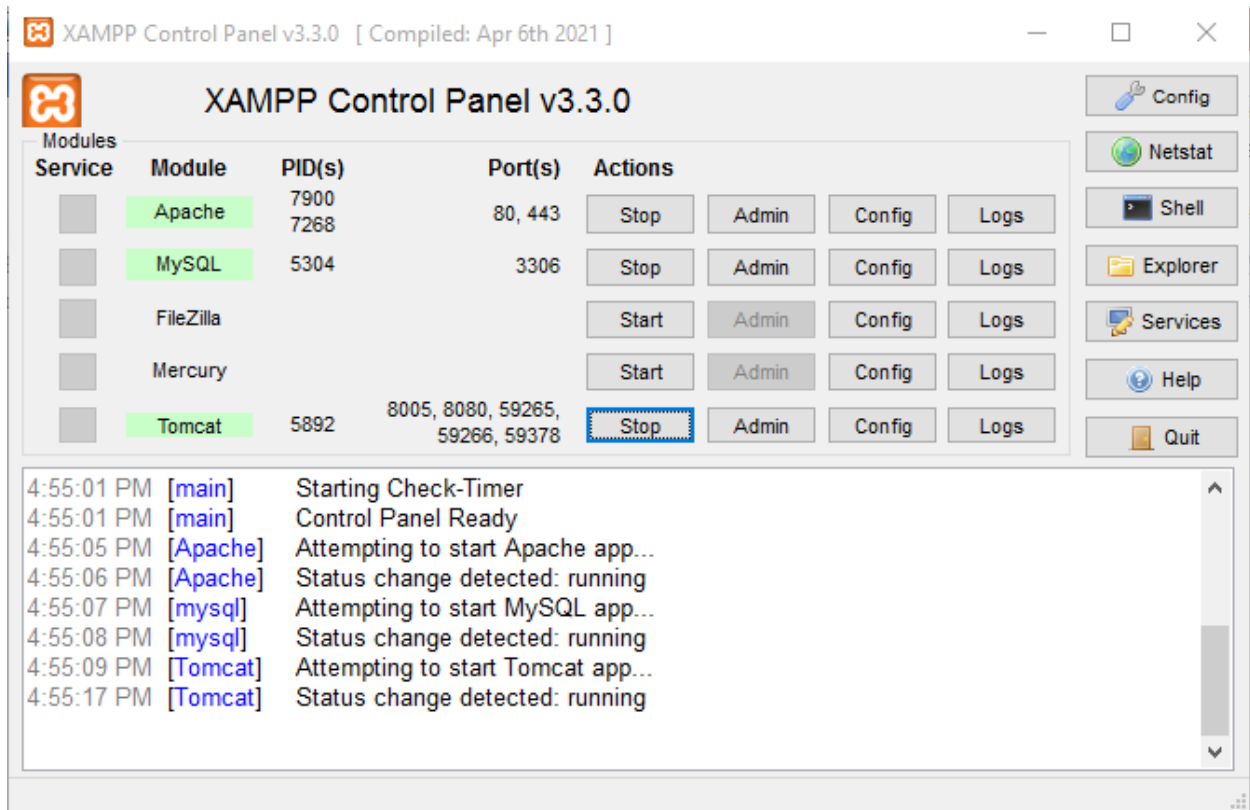 XAMPP Control Panel v3.3.0 [ Compiled: Apr 6th 2021 ]
XAMPP Control Panel v3.3.0
Config
Modules
Service Module PID(s) Port(s) Actions
Netstat
Apache 7900 7268 80, 443 Stop Admin Config Logs
Shell
MySQL 5304 3306 Stop Admin Config Logs
Explorer
FileZilla Start Admin Config Logs
Services
Mercury Start Admin Config Logs
Help
Tomcat 5892 8005, 8080, 59265, 59266, 59378 Stop Admin Config Logs
Quit
4:55:01 PM [main] Starting Check-Timer
4:55:01 PM [main] Control Panel Ready
4:55:05 PM [Apache] Attempting to start Apache app...
4:55:06 PM [Apache] Status change detected: running
4:55:07 PM [mysql] Attempting to start MySQL app...
4:55:08 PM [mysql] Status change detected: running
4:55:09 PM [Tomcat] Attempting to start Tomcat app...
4:55:17 PM [Tomcat] Status change detected: running